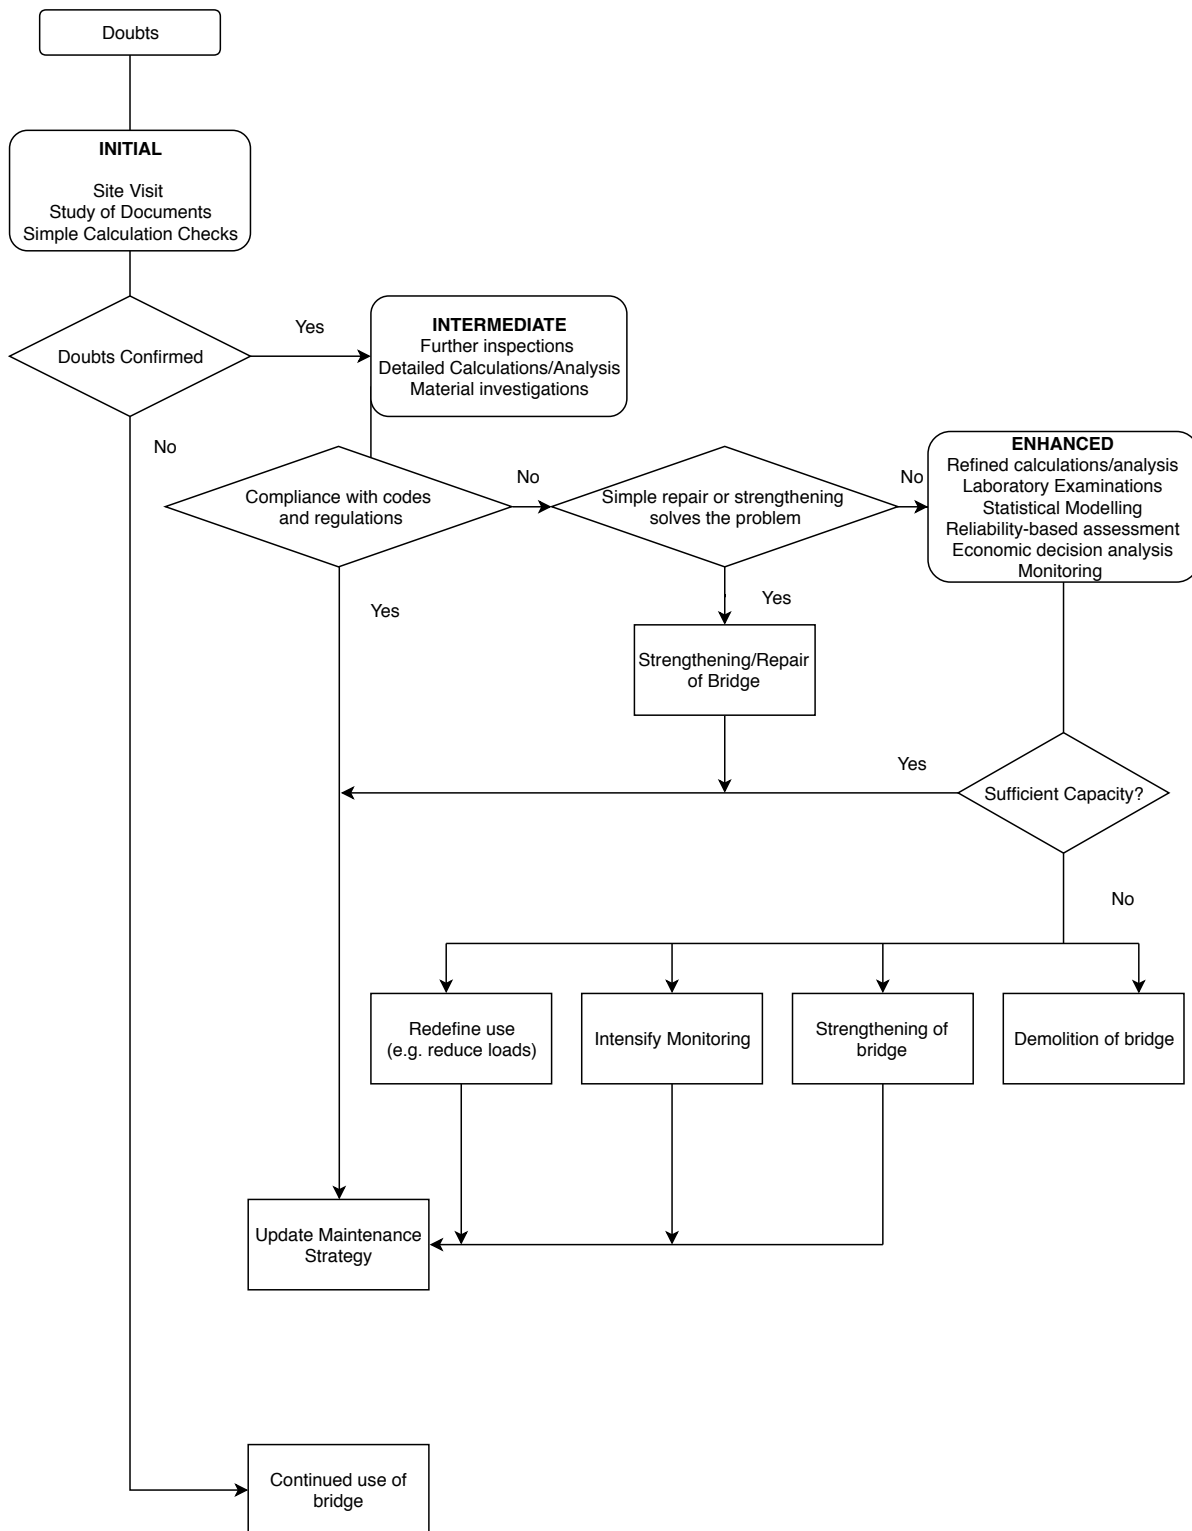 Doubts
INITIAL
Site Visit
Study of Documents
Simple Calculation Checks
Doubts Confirmed
Yes
No
INTERMEDIATE
Further inspections
Detailed Calculations/Analysis
Material investigations
Compliance with codes
and regulations
No
Yes
Simple repair or strengthening
solves the problem
No
Yes
ENHANCED
Refined calculations/analysis
Laboratory Examinations
Statistical Modelling
Reliability-based assessment
Economic decision analysis
Monitoring
Strengthening/Repair
of Bridge
Yes
Sufficient Capacity?
No
Redefine use
(e.g. reduce loads)
Intensify Monitoring
Strengthening of
bridge
Demolition of bridge
Update Maintenance
Strategy
Continued use of
bridge